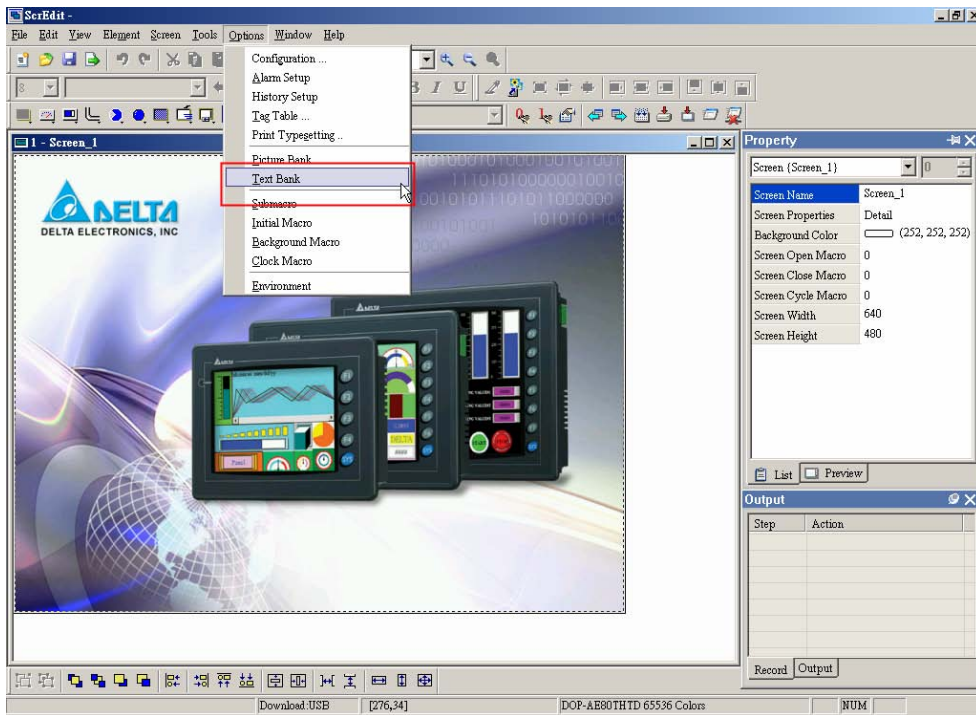 ScrEdit -
File Edit View Element Screen Tools Options Window Help
Configuration ...
Alarm Setup
History Setup
Tag Table ...
Print Typesetting ..
Picture Bank
Text Bank
Submacro
Initial Macro
Background Macro
Clock Macro
Environment
8
B I U
1 - Screen_1
DELTA
DELTA ELECTRONICS, INC
Property
Screen {Screen_1} 0
Screen Name Screen_1
Screen Properties Detail
Background Color (252, 252, 252)
Screen Open Macro 0
Screen Close Macro 0
Screen Cycle Macro 0
Screen Width 640
Screen Height 480
List Preview
Output
Step Action
Record Output
Download:USB [276,34] DOP-AE80THTD 65536 Colors NUM